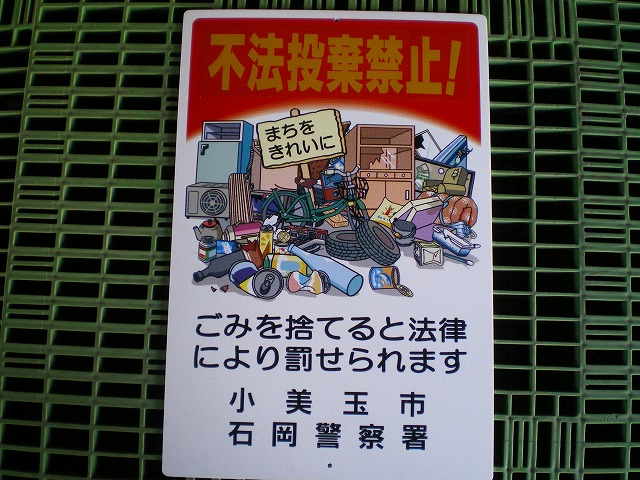 不法投棄禁止!
まちを
きれいに
ごみを捨てると法律
により罰せられます
小美玉市
石岡警察署